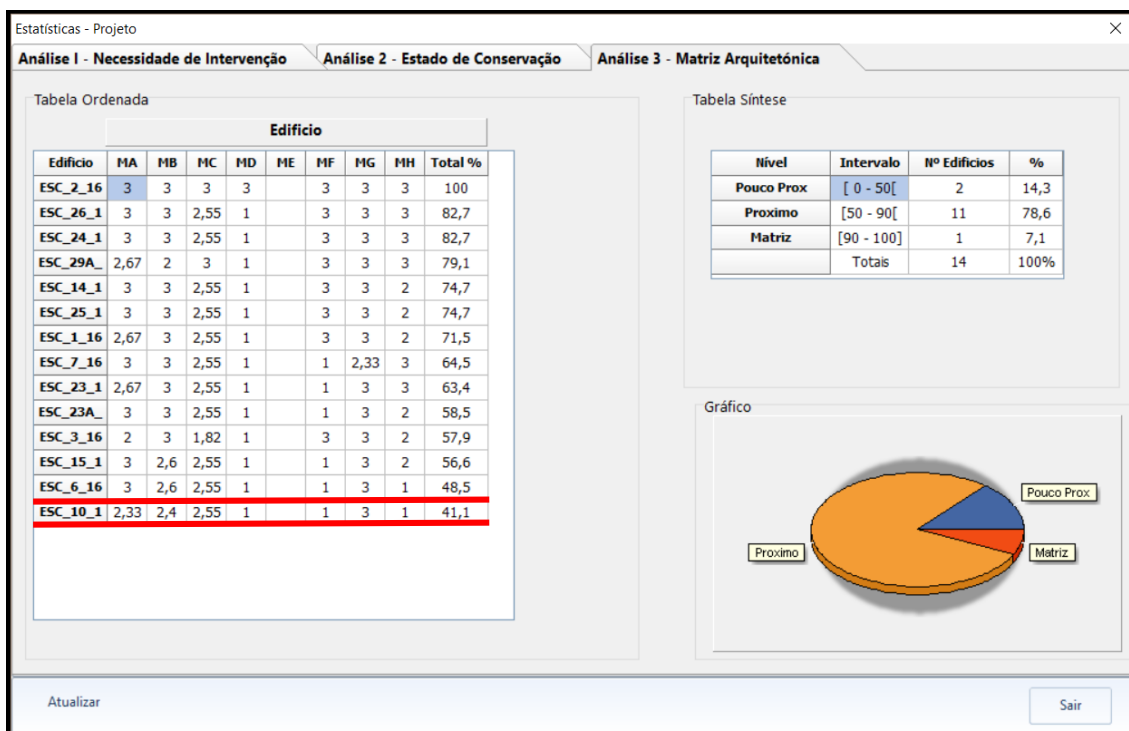 Estatísticas - Projeto
Análise I - Necessidade de Intervenção Análise 2 - Estado de Conservação Análise 3 - Matriz Arquitetónica
Tabela Ordenada
Edificio
Edificio MA MB MC MD ME MF MG MH Total %
ESC_2_16 3 3 3 3 3 3 3 100
ESC_26_1 3 3 2,55 1 3 3 3 82,7
ESC_24_1 3 3 2,55 1 3 3 3 82,7
ESC_29A_ 2,67 2 3 1 3 3 3 79,1
ESC_14_1 3 3 2,55 1 3 3 2 74,7
ESC_25_1 3 3 2,55 1 3 3 2 74,7
ESC_1_16 2,67 3 2,55 1 3 3 2 71,5
ESC_7_16 3 3 2,55 1 1 2,33 3 64,5
ESC_23_1 2,67 3 2,55 1 1 3 3 63,4
ESC_23A_ 3 3 2,55 1 1 3 2 58,5
ESC_3_16 2 3 1,82 1 3 3 2 57,9
ESC_15_1 3 2,6 2,55 1 1 3 2 56,6
ESC_6_16 3 2,6 2,55 1 1 3 1 48,5
ESC_10_1 2,33 2,4 2,55 1 1 3 1 41,1
Tabela Síntese
Nível Intervalo Nº Edificios %
Pouco Prox [ 0 - 50[ 2 14,3
Proximo [50 - 90[ 11 78,6
Matriz [90 - 100] 1 7,1
Totais 14 100%
Gráfico
Pouco Prox
Proximo
Matriz
Atualizar
Sair